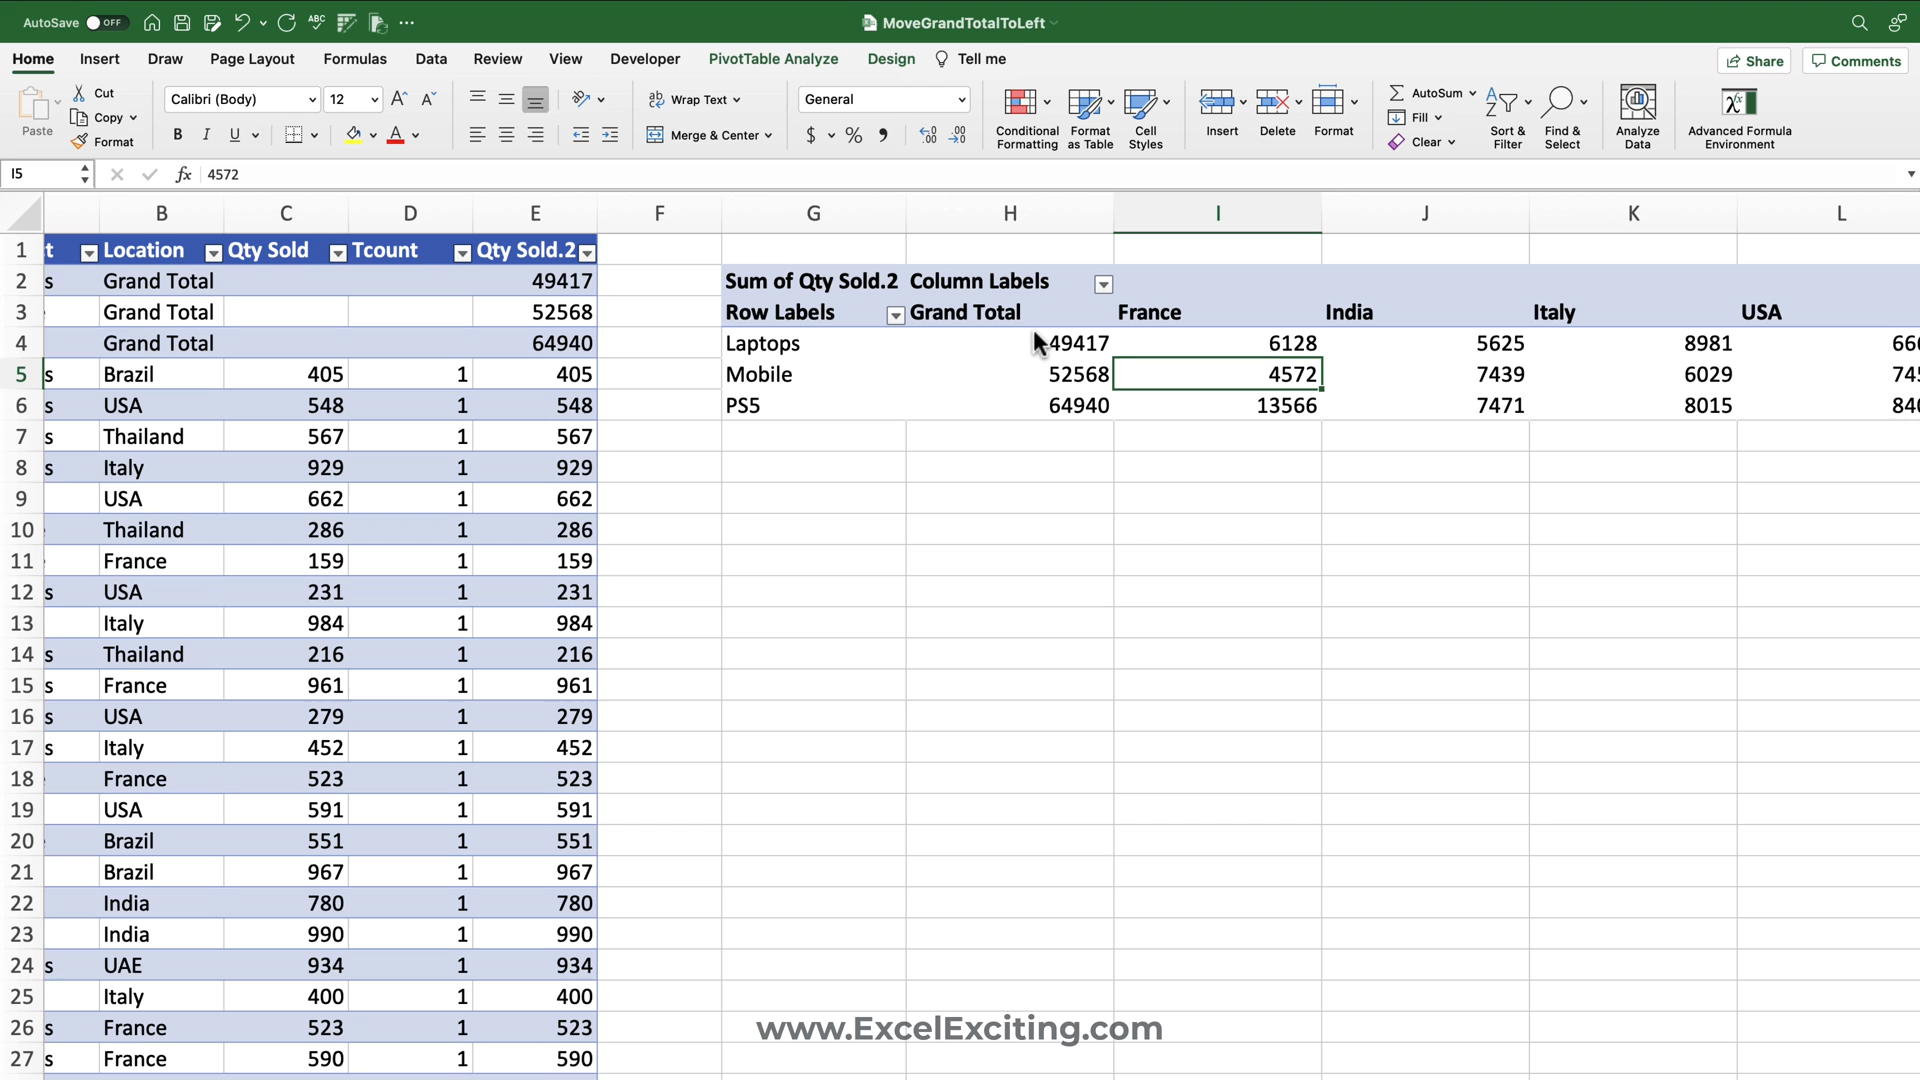 AutoSave OFF ABC MoveGrandTotalToLeft
Home Insert Draw Page Layout Formulas Data Review View Developer PivotTable Analyze Design Tell me Share Comments
Paste Cut Copy Format
Calibri (Body) 12 A^ A B I U A
ab Wrap Text Merge & Center
General $ % 9
Conditional Formatting Format as Table Cell Styles
Insert Delete Format
AutoSum Fill Clear
Sort & Filter Find & Select
Analyze Data Advanced Formula Environment
I5 fx 4572
B C D E F G H I J K L
1 t Location Qty Sold Tcount Qty Sold.2
2 s Grand Total 49417 Sum of Qty Sold.2 Column Labels
3 Grand Total 52568 Row Labels Grand Total France India Italy USA
4 Grand Total 64940 Laptops 49417 6128 5625 8981
5 s Brazil 405 1 405 Mobile 52568 4572 7439 6029
6 s USA 548 1 548 PS5 64940 13566 7471 8015
7 s Thailand 567 1 567
8 s Italy 929 1 929
9 USA 662 1 662
10 Thailand 286 1 286
11 France 159 1 159
12 s USA 231 1 231
13 Italy 984 1 984
14 s Thailand 216 1 216
15 s France 961 1 961
16 s USA 279 1 279
17 s Italy 452 1 452
18 France 523 1 523
19 USA 591 1 591
20 Brazil 551 1 551
21 Brazil 967 1 967
22 India 780 1 780
23 India 990 1 990
24 s UAE 934 1 934
25 Italy 400 1 400
26 s France 523 1 523
27 s France 590 1 590
www.ExcelExciting.com